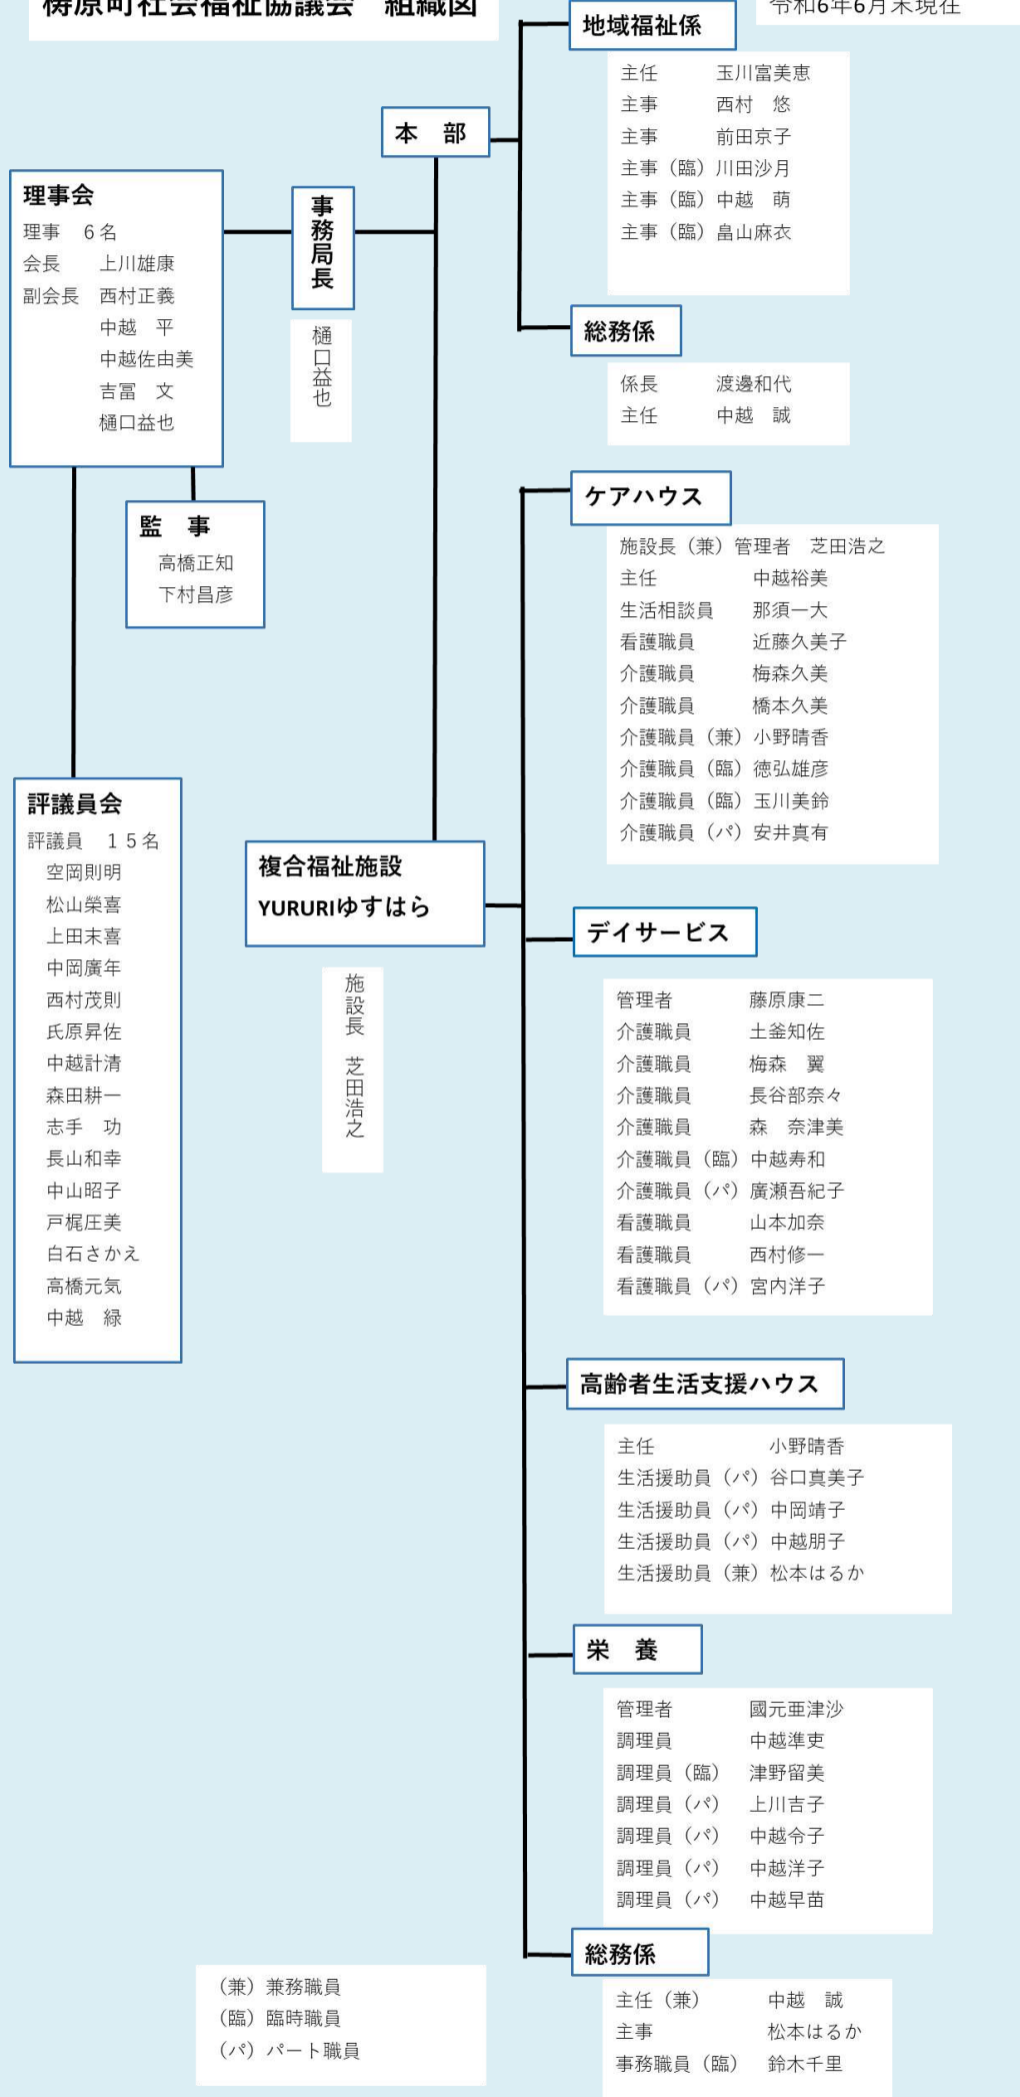 梼原町社会福祉協議会　組織図
令和6年6月末現在
地域福祉係
主任　　　玉川富美恵
主事　　　西村　悠
主事　　　前田京子
主事（臨）川田沙月
主事（臨）中越　萌
主事（臨）畠山麻衣
本　部
理事会
理事　６名
会長　　上川雄康
副会長　西村正義
中越　平
中越佐由美
吉冨　文
樋口益也
事務局長
樋口益也
総務係
係長　　　渡邊和代
主任　　　中越　誠
監　事
高橋正知
下村昌彦
評議員会
評議員　１５名
空岡則明
松山榮喜
上田末喜
中岡廣年
西村茂則
氏原昇佐
中越計清
森田耕一
志手　功
長山和幸
中山昭子
戸梶圧美
白石さかえ
高橋元気
中越　緑
複合福祉施設
YURURIゆすはら
施設長　芝田浩之
ケアハウス
施設長（兼）管理者　芝田浩之
主任　　　　　中越裕美
生活相談員　　那須一大
看護職員　　　近藤久美子
介護職員　　　梅森久美
介護職員　　　橋本久美
介護職員（兼）小野晴香
介護職員（臨）徳弘雄彦
介護職員（臨）玉川美鈴
介護職員（パ）安井真有
デイサービス
管理者　　　　藤原康二
介護職員　　　土釜知佐
介護職員　　　梅森　翼
介護職員　　　長谷部奈々
介護職員　　　森　奈津美
介護職員（臨）中越寿和
介護職員（パ）廣瀬吾紀子
看護職員　　　山本加奈
看護職員　　　西村修一
看護職員（パ）宮内洋子
高齢者生活支援ハウス
主任　　　　　　小野晴香
生活援助員（パ）谷口真美子
生活援助員（パ）中岡靖子
生活援助員（パ）中越朋子
生活援助員（兼）松本はるか
栄　養
管理者　　　　國元亜津沙
調理員　　　　中越準吏
調理員（臨）　津野留美
調理員（パ）　上川吉子
調理員（パ）　中越令子
調理員（パ）　中越洋子
調理員（パ）　中越早苗
総務係
主任（兼）　　　中越　誠
主事　　　　　　松本はるか
事務職員（臨）　鈴木千里
（兼）兼務職員
（臨）臨時職員
（パ）パート職員